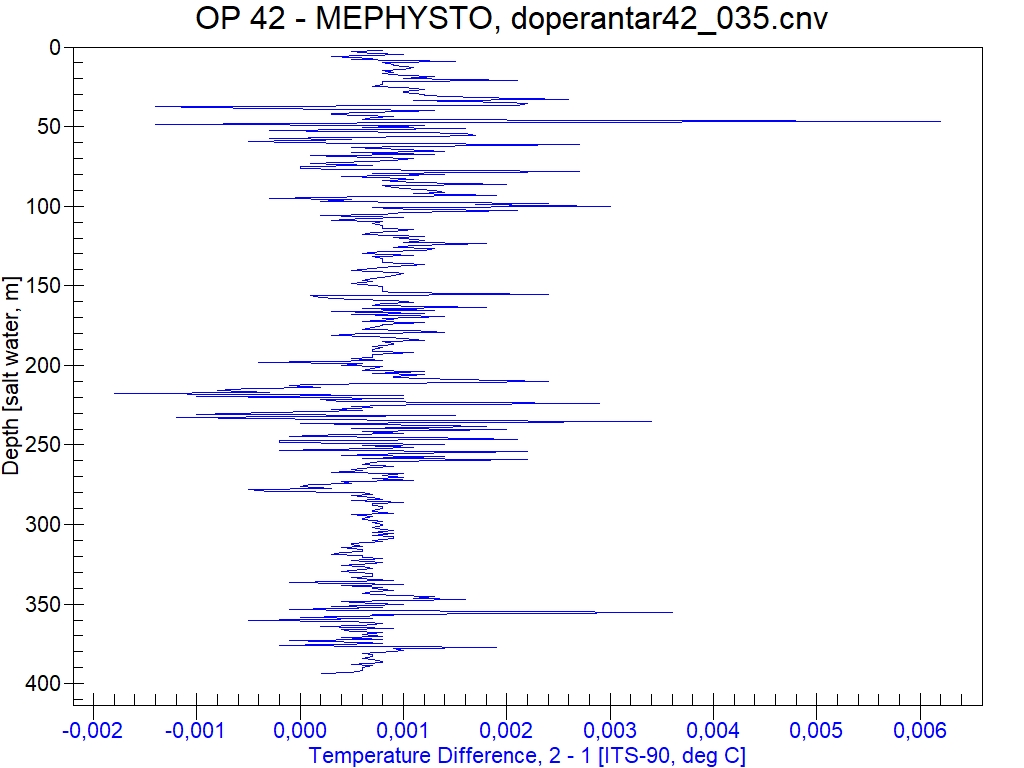 OP 42 - MEPHYSTO, doperantar42_035.cnv
0
50
100
150
200
250
300
350
400
Depth [salt water, m]
-0,002 -0,001 0,000 0,001 0,002 0,003 0,004 0,005 0,006
Temperature Difference, 2 - 1 [ITS-90, deg C]